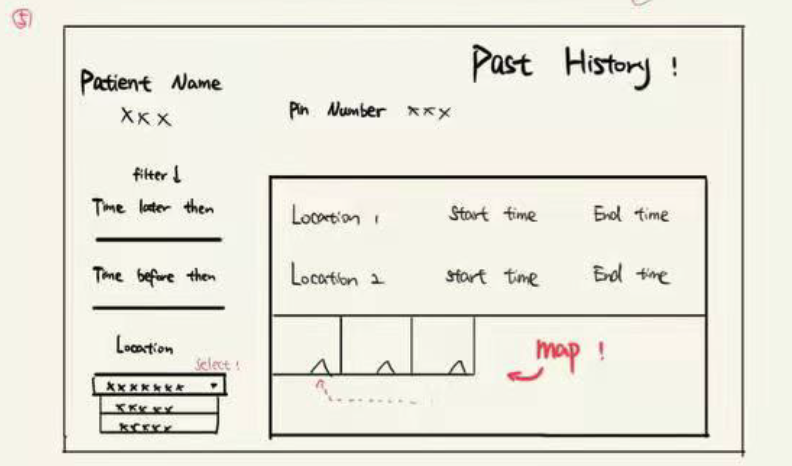 ⑤
Past History !
Patient Name
xxx
Pin Number xxx
filter ↓
Time later then
Time before then
Location
Select !
xxxxxxx
xxxxx
xxxxx
Location 1 Start time End time
Location 2 start time End time
map !